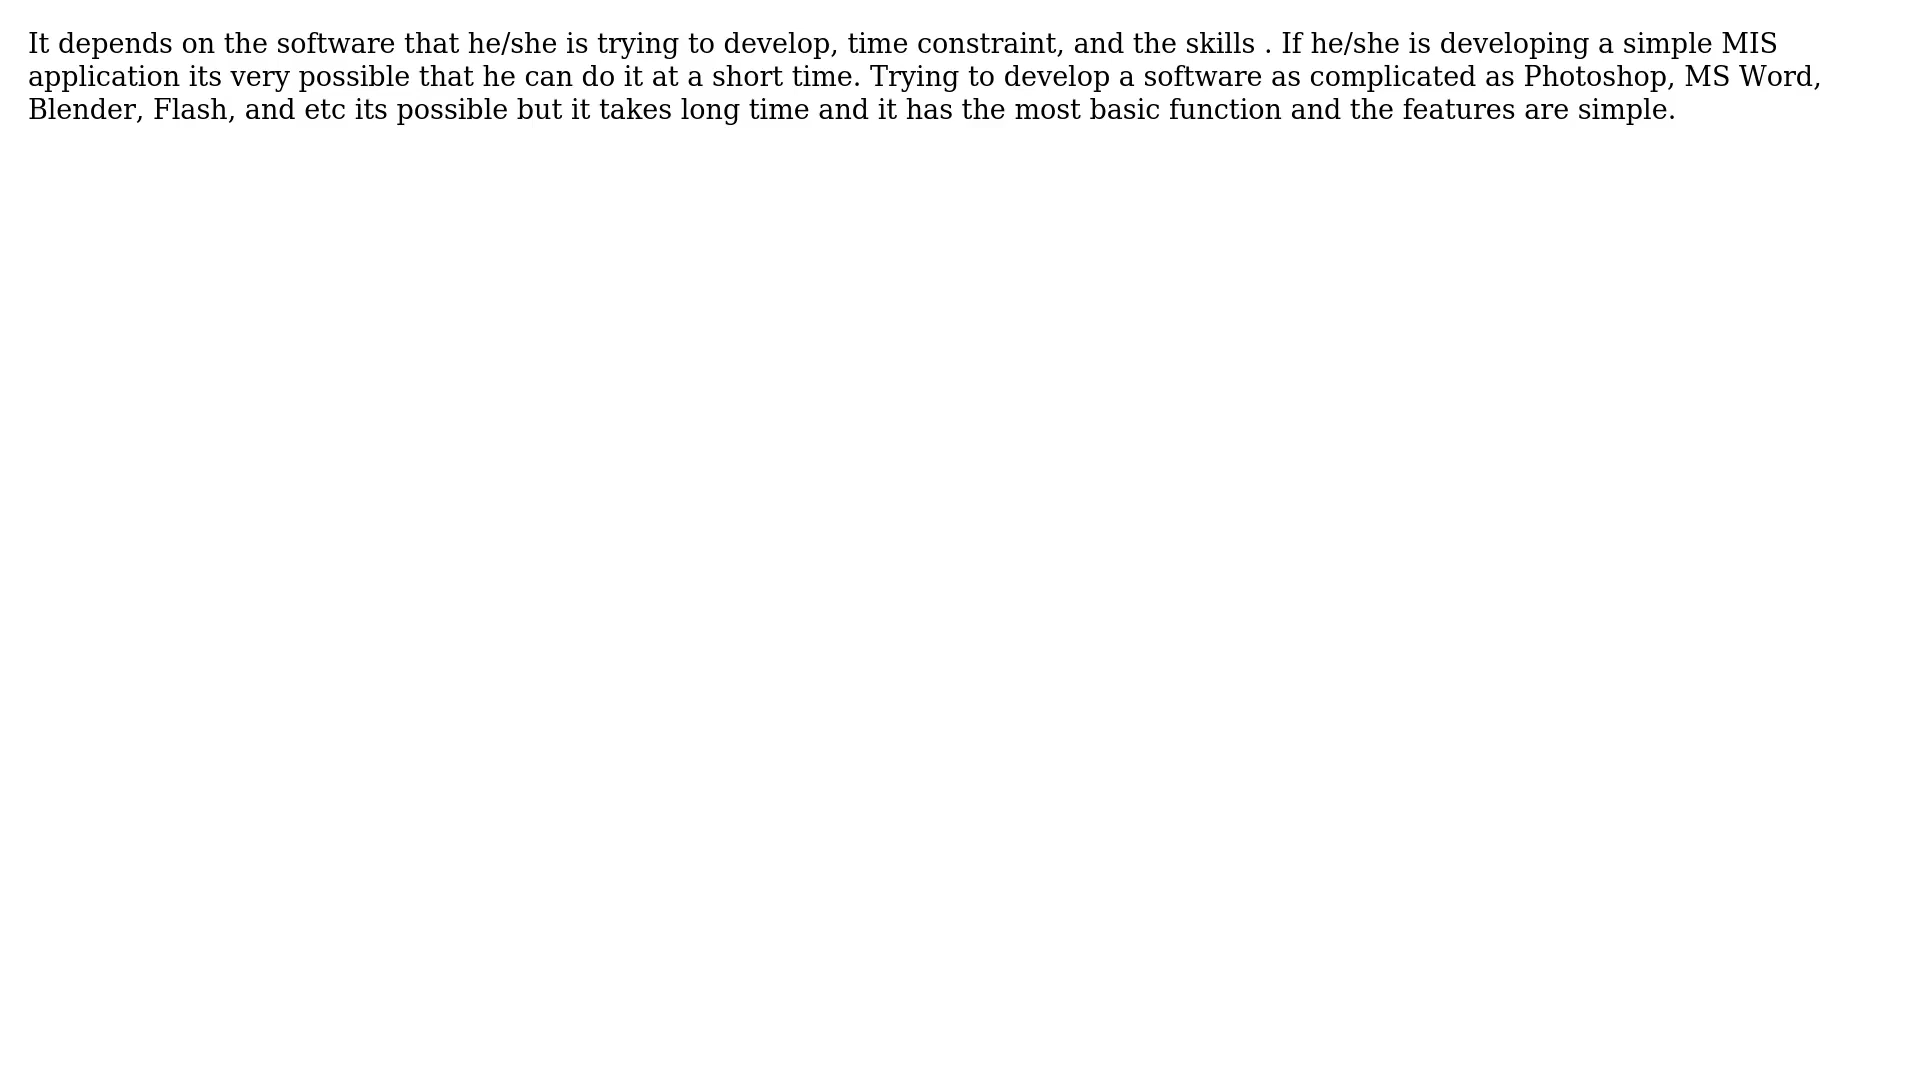 It depends on the software that he/she is trying to develop, time constraint, and the skills . If he/she is developing a simple MIS
application its very possible that he can do it at a short time. Trying to develop a software as complicated as Photoshop, MS Word,
Blender, Flash, and etc its possible but it takes long time and it has the most basic function and the features are simple.